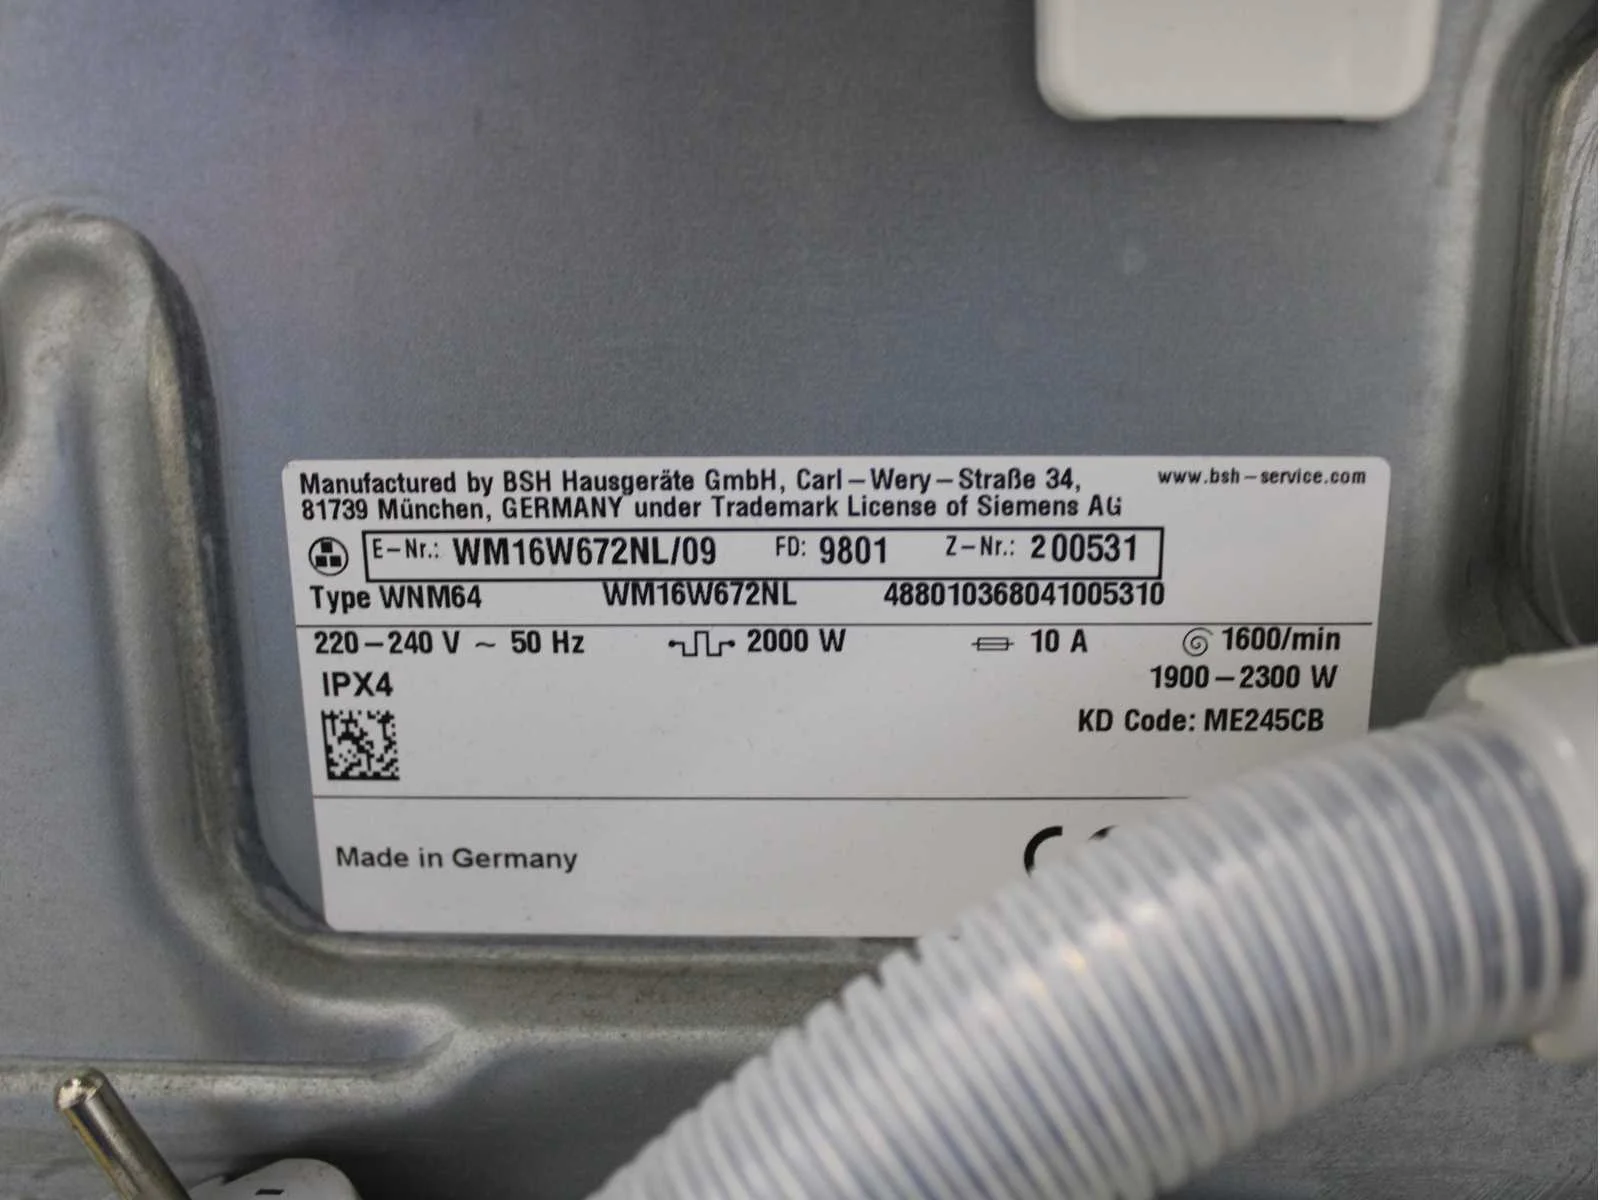 Manufactured by BSH Hausgeräte GmbH, Carl-Wery-Straße 34, www.bsh-service.com
81739 München, GERMANY under Trademark License of Siemens AG
E-Nr.: WM16W672NL/09 FD: 9801 Z-Nr.: 200531
Type WNM64 WM16W672NL 488010368041005310
220-240 V ~ 50 Hz 2000 W 10 A 1600/min
IPX4 1900-2300 W
KD Code: ME245CB
Made in Germany